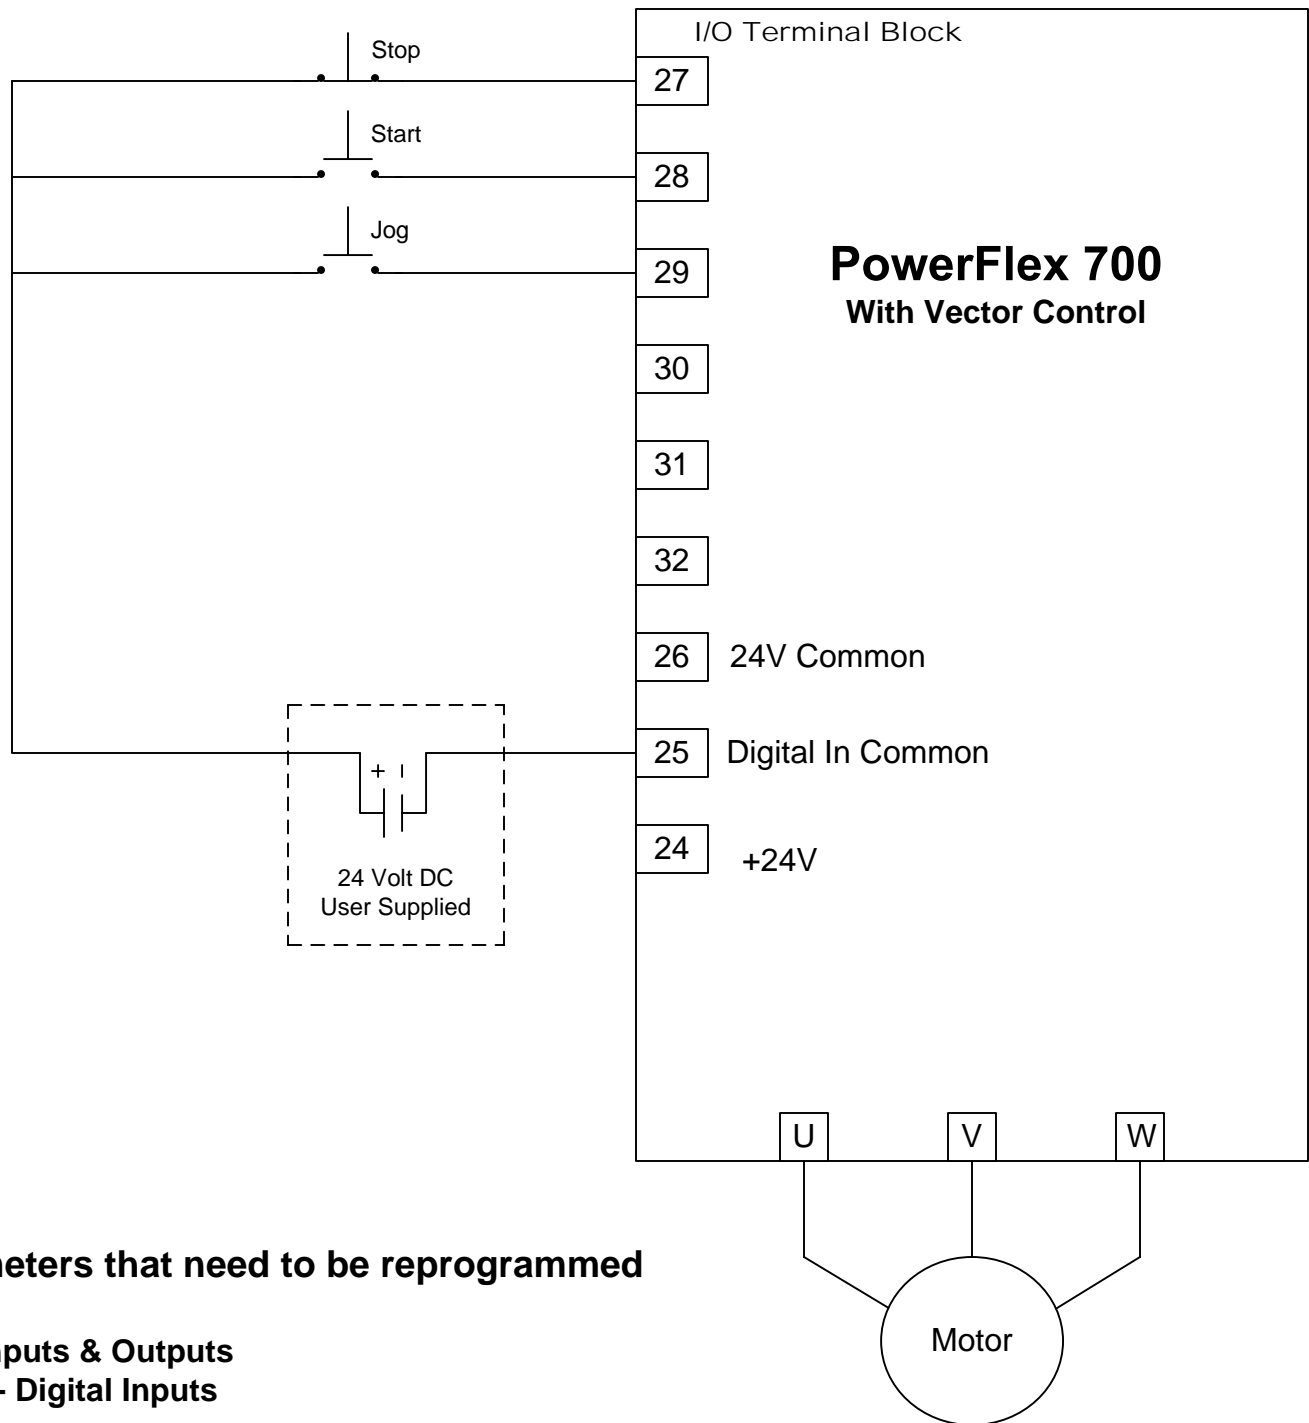 I/O Terminal Block
Stop
27
Start
28
Jog
29
PowerFlex 700
With Vector Control
30
31
32
26 24V Common
25 Digital In Common
+ -
24 +24V
24 Volt DC
User Supplied
U V W
Motor
that need to be reprogrammed
& Outputs
- Digital Inputs